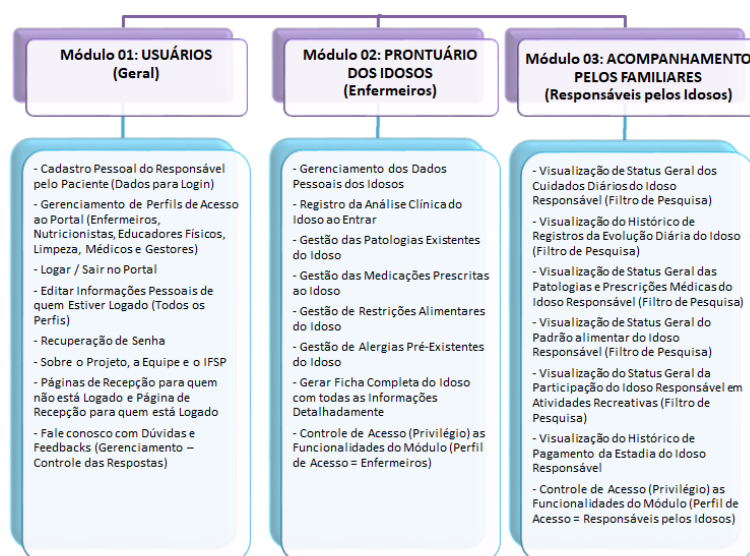 Módulo 01: USUÁRIOS
(Geral)
- Cadastro Pessoal do Responsável
pelo Paciente (Dados para Login)
- Gerenciamento de Perfils de Acesso
ao Portal (Enfermeiros,
Nutricionistas, Educadores Físicos,
Limpeza, Médicos e Gestores)
- Logar / Sair no Portal
- Editar Informações Pessoais de
quem Estiver Logado (Todos os
Perfis)
- Recuperação de Senha
- Sobre o Projeto, a Equipe e o IFSP
- Páginas de Recepção para quem
não está Logado e Página de
Recepção para quem está Logado
- Fale conosco com Dúvidas e
Feedbacks (Gerenciamento –
Controle das Respostas)
Módulo 02: PRONTUÁRIO
DOS IDOSOS
(Enfermeiros)
- Gerenciamento dos Dados
Pessoais dos Idosos
- Registro da Análise Clínica do
Idoso ao Entrar
- Gestão das Patologias Existentes
do Idoso
- Gestão das Medicações Prescritas
ao Idoso
- Gestão de Restrições Alimentares
do Idoso
- Gestão de Alergias Pré-Existentes
do Idoso
- Gerar Ficha Completa do Idoso
com todas as Informações
Detalhadamente
- Controle de Acesso (Privilégio) as
Funcionalidades do Módulo (Perfil
de Acesso = Enfermeiros)
Módulo 03: ACOMPANHAMENTO
PELOS FAMILIARES
(Responsáveis pelos Idosos)
- Visualização de Status Geral dos
Cuidados Diários do Idoso
Responsável (Filtro de Pesquisa)
- Visualização do Histórico de
Registros da Evolução Diária do Idoso
(Filtro de Pesquisa)
- Visualização de Status Geral das
Patologias e Prescrições Médicas do
Idoso Responsável (Filtro de Pesquisa)
- Visualização de Status Geral do
Padrão alimentar do Idoso
Responsável (Filtro de Pesquisa)
- Visualização do Status Geral da
Participação do Idoso Responsável em
Atividades Recreativas (Filtro de
Pesquisa)
- Visualização do Histórico de
Pagamento da Estadia do Idoso
Responsável
- Controle de Acesso (Privilégio) as
Funcionalidades do Módulo (Perfil de
Acesso = Responsáveis pelos Idosos)